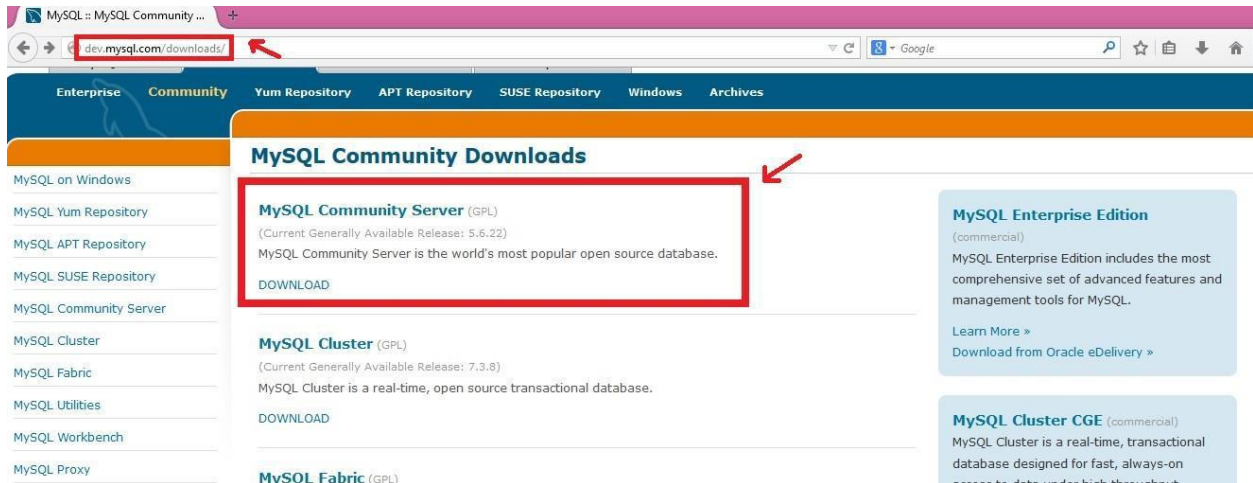 MySQL :: MySQL Community ...
dev.mysql.com/downloads/
Google
Enterprise Community Yum Repository APT Repository SUSE Repository Windows Archives
MySQL on Windows
MySQL Yum Repository
MySQL APT Repository
MySQL SUSE Repository
MySQL Community Server
MySQL Cluster
MySQL Fabric
MySQL Utilities
MySQL Workbench
MySQL Proxy
MySQL Community Downloads
MySQL Community Server (GPL)
(Current Generally Available Release: 5.6.22)
MySQL Community Server is the world's most popular open source database.
DOWNLOAD
MySQL Cluster (GPL)
(Current Generally Available Release: 7.3.8)
MySQL Cluster is a real-time, open source transactional database.
DOWNLOAD
MySQL Fabric (GPL)
MySQL Enterprise Edition
(commercial)
MySQL Enterprise Edition includes the most
comprehensive set of advanced features and
management tools for MySQL.
Learn More »
Download from Oracle eDelivery »
MySQL Cluster CGE (commercial)
MySQL Cluster is a real-time, transactional
database designed for fast, always-on
access to data under high throughput